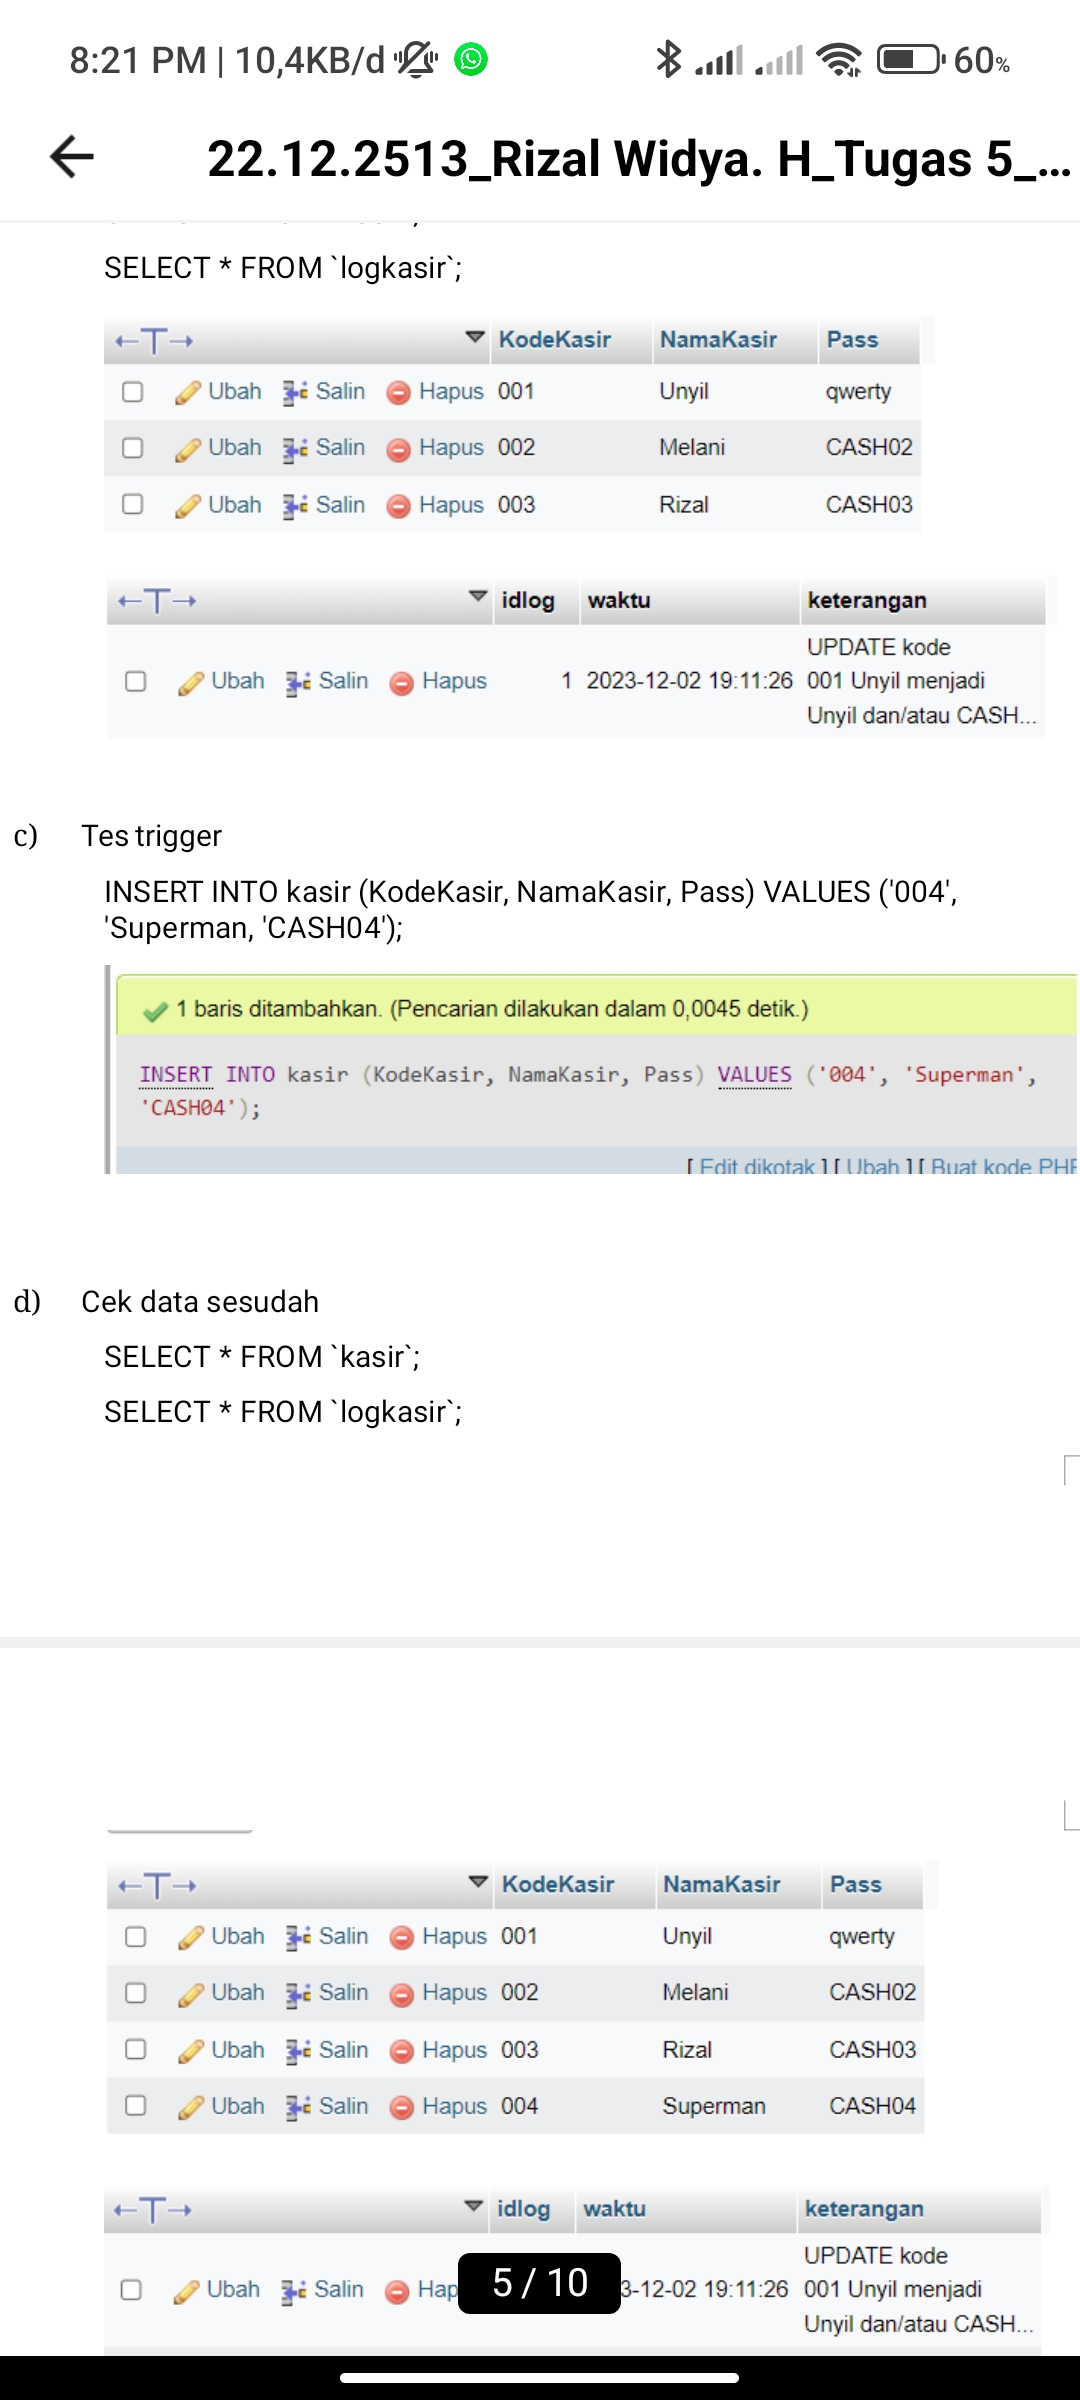 8:21 PM | 10,4KB/d 60%
22.12.2513_Rizal Widya. H_Tugas 5_...
SELECT * FROM `logkasir`;
←T→ KodeKasir NamaKasir Pass
Ubah Salin Hapus 001 Unyil qwerty
Ubah Salin Hapus 002 Melani CASH02
Ubah Salin Hapus 003 Rizal CASH03
←T→ idlog waktu keterangan
Ubah Salin Hapus 1 2023-12-02 19:11:26 UPDATE kode
001 Unyil menjadi
Unyil dan/atau CASH...
c) Tes trigger
INSERT INTO kasir (KodeKasir, NamaKasir, Pass) VALUES ('004',
'Superman, 'CASH04');
1 baris ditambahkan. (Pencarian dilakukan dalam 0,0045 detik.)
INSERT INTO kasir (KodeKasir, NamaKasir, Pass) VALUES ('004', 'Superman',
'CASH04');
[ Edit dikotak ] [ Ubah ] [ Buat kode PHP
d) Cek data sesudah
SELECT * FROM `kasir`;
SELECT * FROM `logkasir`;
←T→ KodeKasir NamaKasir Pass
Ubah Salin Hapus 001 Unyil qwerty
Ubah Salin Hapus 002 Melani CASH02
Ubah Salin Hapus 003 Rizal CASH03
Ubah Salin Hapus 004 Superman CASH04
←T→ idlog waktu keterangan
Ubah Salin Hap 3-12-02 19:11:26 UPDATE kode
001 Unyil menjadi
Unyil dan/atau CASH...
5 / 10